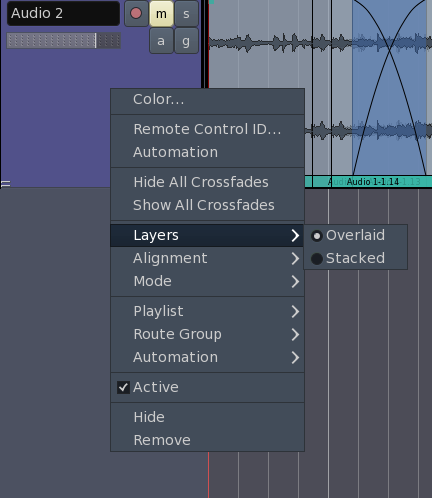 Audio 2
m
s
a
g
Color...
Remote Control ID...
Automation
Hide All Crossfades
Show All Crossfades
Layers
Overlaid
Alignment
Stacked
Mode
Playlist
Route Group
Automation
Active
Hide
Remove
Audio 1-1.14